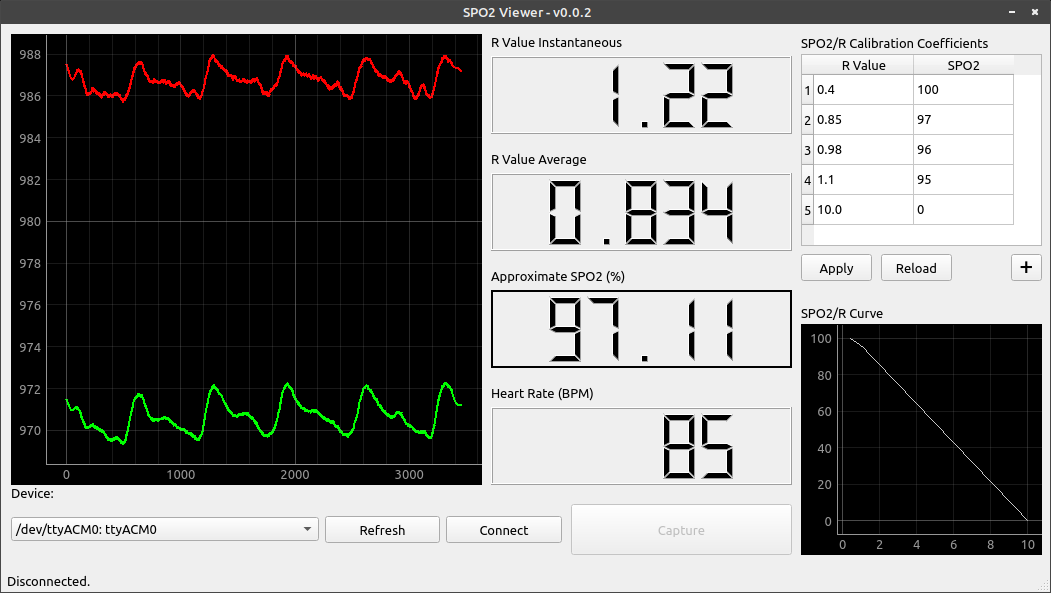 SPO2 Viewer - v0.0.2
988
986
984
982
980
978
976
974
972
970
0 1000 2000 3000
R Value Instantaneous
1.22
R Value Average
0.834
Approximate SPO2 (%)
97.11
Heart Rate (BPM)
85
SPO2/R Calibration Coefficients
R Value SPO2
1 0.4 100
2 0.85 97
3 0.98 96
4 1.1 95
5 10.0 0
Apply Reload +
SPO2/R Curve
100
80
60
40
20
0
0 2 4 6 8 10
Device:
/dev/ttyACM0: ttyACM0 Refresh Connect Capture
Disconnected.